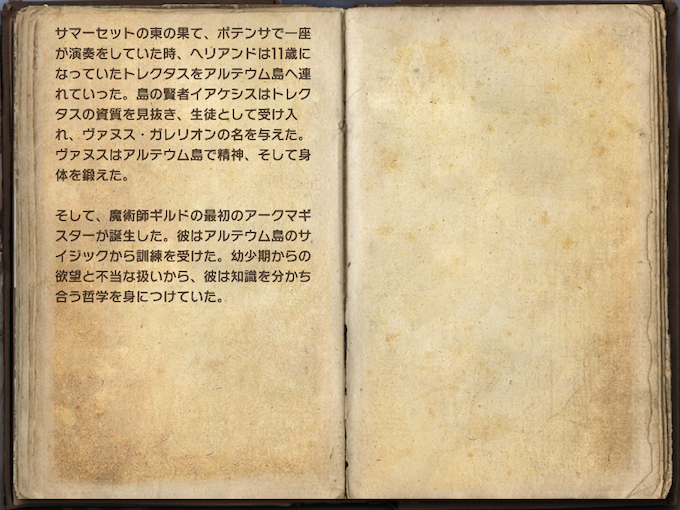 サマーセットの東の果て、ポテンサで一座
が演奏をしていた時、ヘリアンドは11歳に
なっていたトレクタスをアルテウム島へ連
れていった。島の賢者イアケシスはトレク
タスの資質を見抜き、生徒として受け入
れ、ヴァヌス・ガレリオンの名を与えた。
ヴァヌスはアルテウム島で精神、そして身
体を鍛えた。
そして、魔術師ギルドの最初のアークマギ
スターが誕生した。彼はアルテウム島のサ
イジックから訓練を受けた。幼少期からの
欲望と不当な扱いから、彼は知識を分かち
合う哲学を身につけていた。